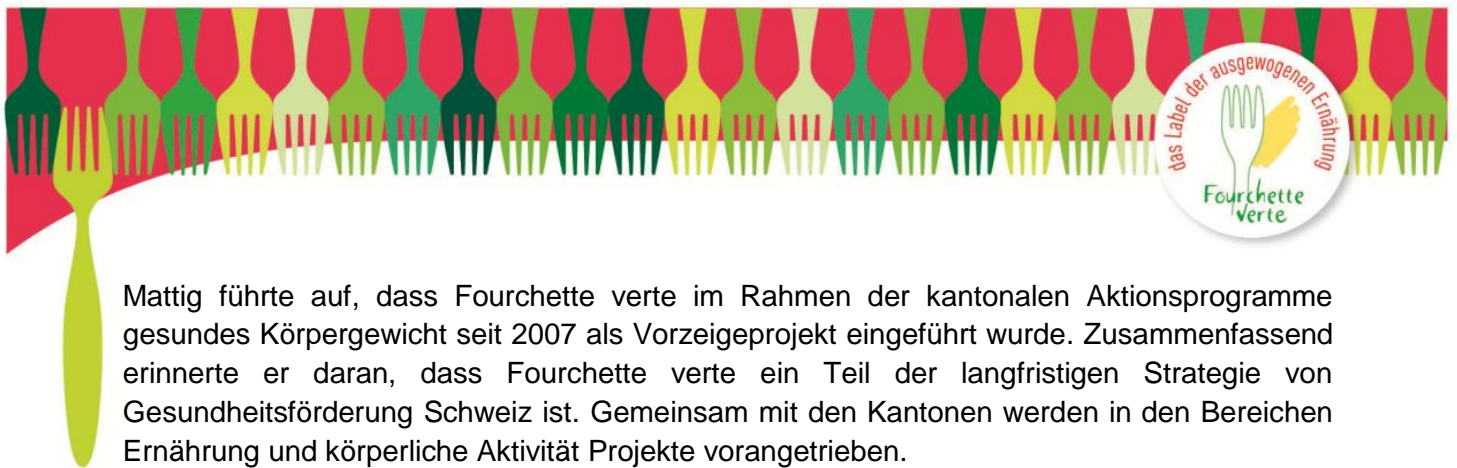 das Label der ausgewogenen Ernährung
Fourchette
verte
Mattig führte auf, dass Fourchette verte im Rahmen der kantonalen Aktionsprogramme
gesundes Körpergewicht seit 2007 als Vorzeigeprojekt eingeführt wurde. Zusammenfassend
erinnerte er daran, dass Fourchette verte ein Teil der langfristigen Strategie von
Gesundheitsförderung Schweiz ist. Gemeinsam mit den Kantonen werden in den Bereichen
Ernährung und körperliche Aktivität Projekte vorangetrieben.